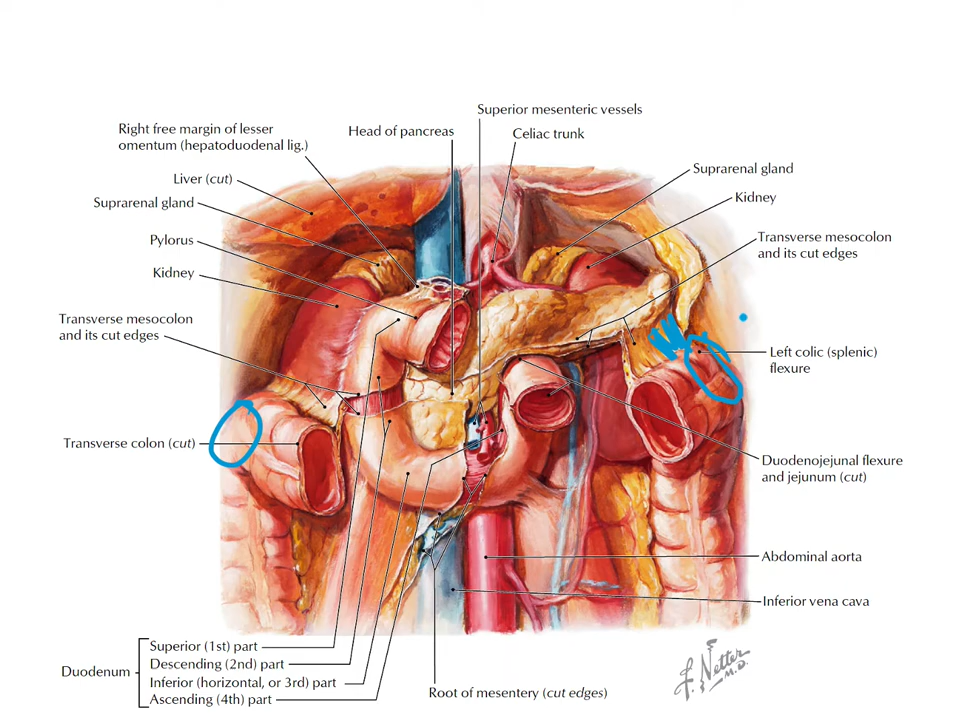 Superior mesenteric vessels
Right free margin of lesser
omentum (hepatoduodenal lig.)
Head of pancreas
Celiac trunk
Liver (cut)
Suprarenal gland
Suprarenal gland
Kidney
Pylorus
Transverse mesocolon
and its cut edges
Kidney
Transverse mesocolon
and its cut edges
Left colic (splenic)
flexure
Transverse colon (cut)
Duodenojejunal flexure
and jejunum (cut)
Abdominal aorta
Inferior vena cava
Duodenum
Superior (1st) part
Descending (2nd) part
Inferior (horizontal, or 3rd) part
Ascending (4th) part
Root of mesentery (cut edges)
F. Netter
M.D.